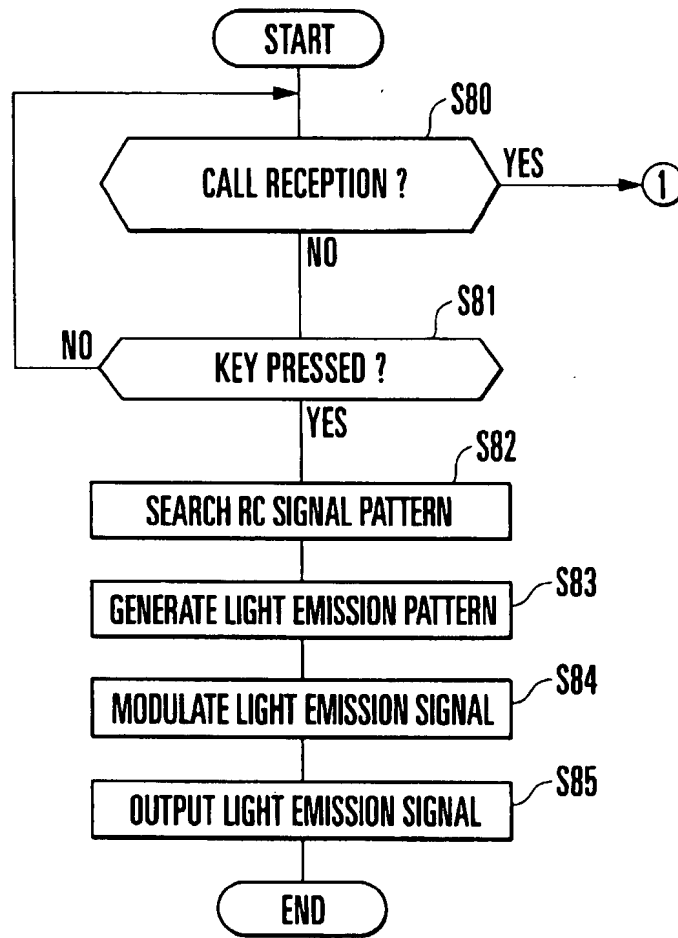 START
S80
CALL RECEPTION ?
YES
1
NO
S81
NO
KEY PRESSED ?
YES
S82
SEARCH RC SIGNAL PATTERN
S83
GENERATE LIGHT EMISSION PATTERN
S84
MODULATE LIGHT EMISSION SIGNAL
S85
OUTPUT LIGHT EMISSION SIGNAL
END